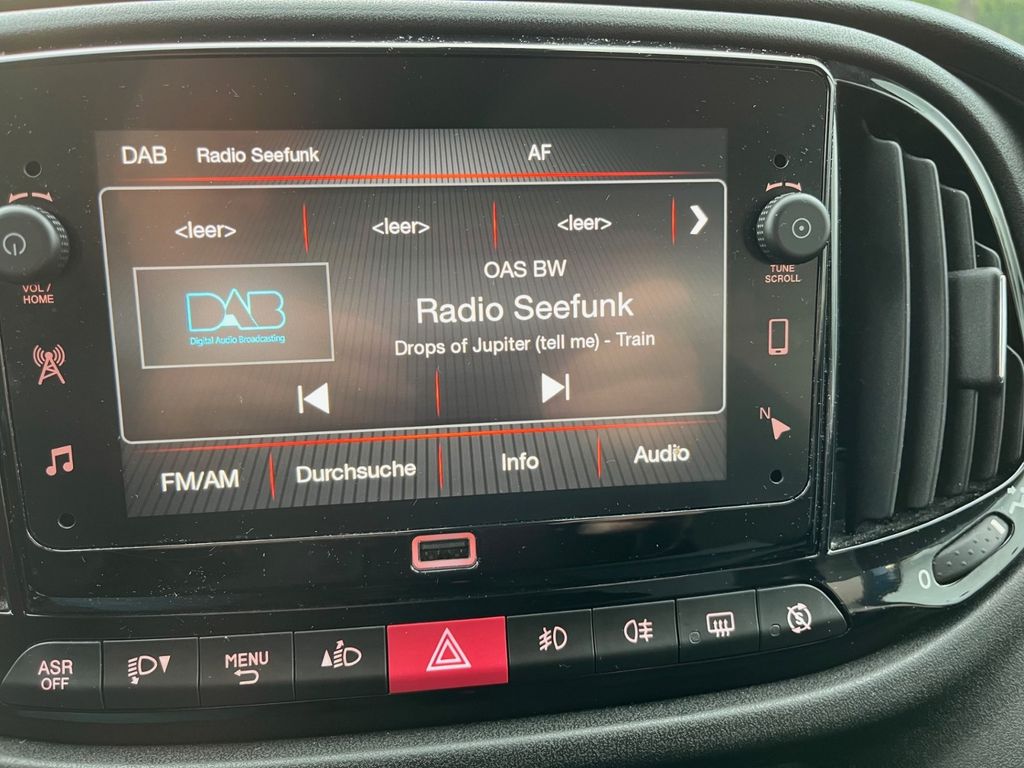 DAB Radio Seefunk AF
<leer> <leer> <leer>
OAS BW
Radio Seefunk
Drops of Jupiter (tell me) - Train
DAB
Digital Audio Broadcasting
FM/AM Durchsuche Info Audio
VOL /
HOME
TUNE
SCROLL
N
0
ASR
OFF
MENU